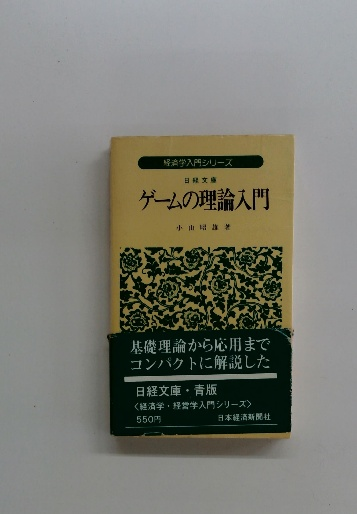 経済学入門シリーズ
日経文庫
ゲームの理論入門
小山昭雄著
基礎理論から応用まで
コンパクトに解説した
日経文庫・青版
〈経済学・経営学入門シリーズ〉
550円 日本経済新聞社